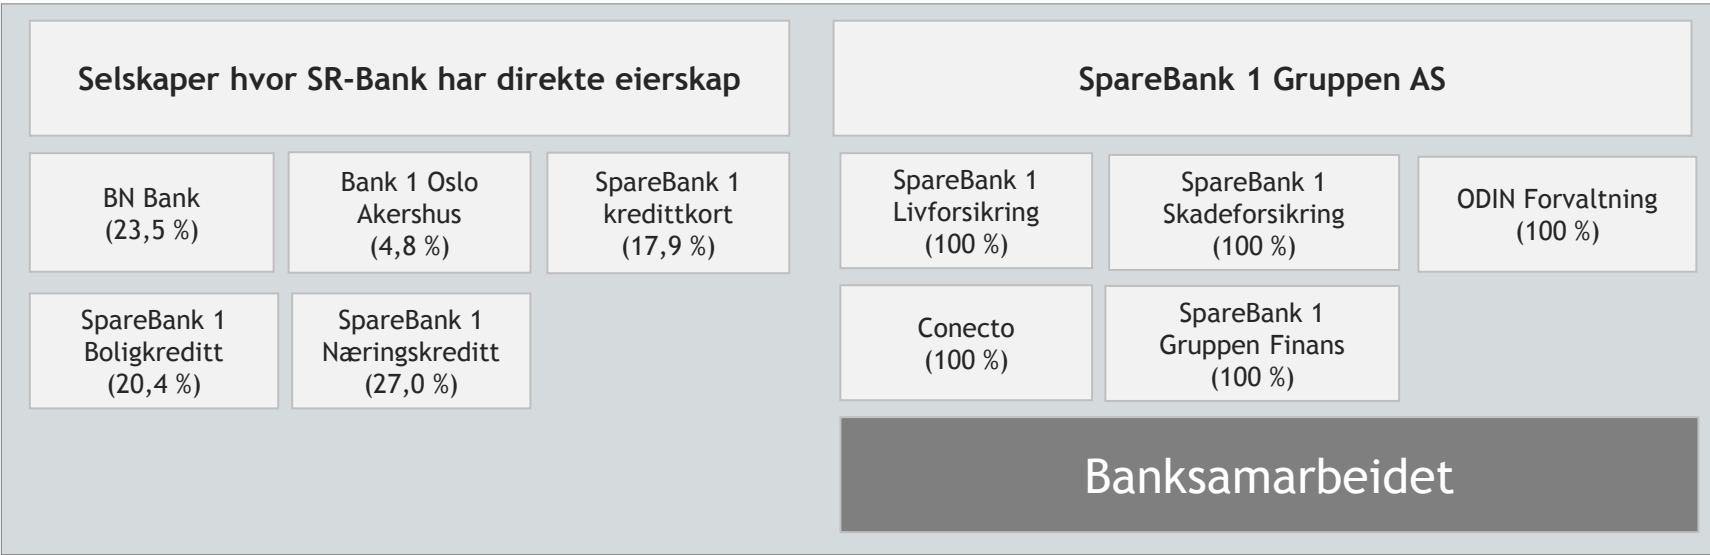 Selskaper hvor SR-Bank har direkte eierskap
BN Bank
(23,5 %)
Bank 1 Oslo
Akershus
(4,8 %)
SpareBank 1
kredittkort
(17,9 %)
SpareBank 1
Boligkreditt
(20,4 %)
SpareBank 1
Næringskreditt
(27,0 %)
SpareBank 1 Gruppen AS
SpareBank 1
Livforsikring
(100 %)
SpareBank 1
Skadeforsikring
(100 %)
ODIN Forvaltning
(100 %)
Conecto
(100 %)
SpareBank 1
Gruppen Finans
(100 %)
Banksamarbeidet